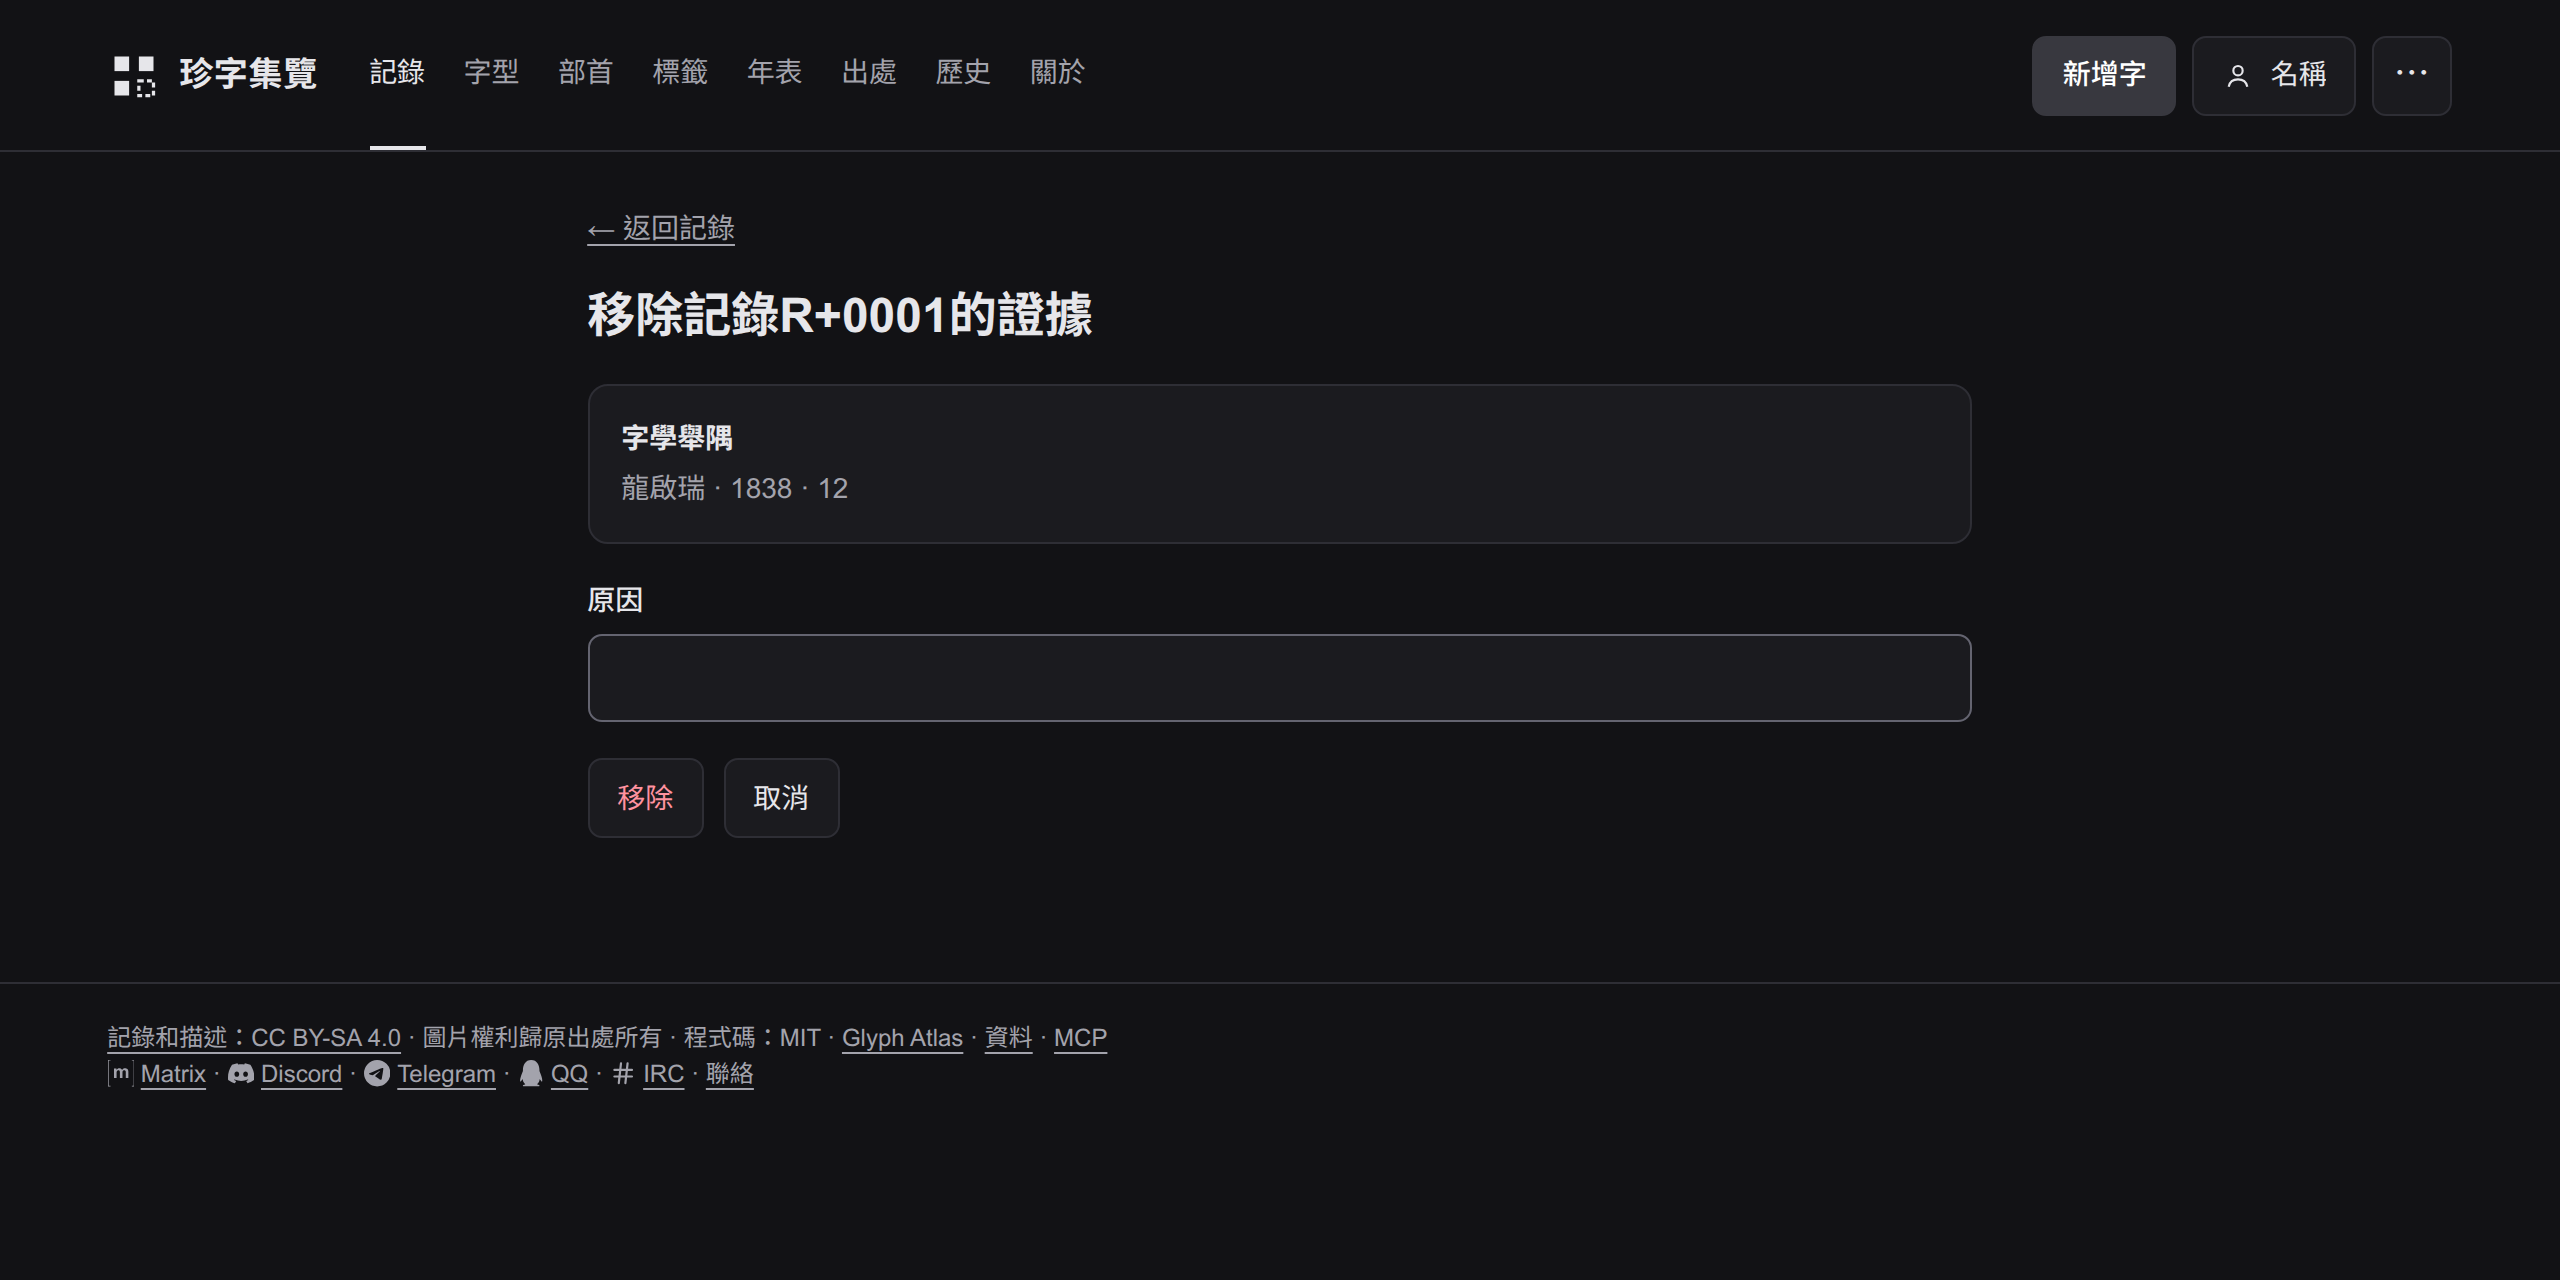 珍字集覽 記錄 字型 部首 標籤 年表 出處 歷史 關於 新增字 名稱 ···
← 返回記錄
移除記錄R+0001的證據
字學舉隅
龍啟瑞 · 1838 · 12
原因
移除 取消
記錄和描述：CC BY-SA 4.0 · 圖片權利歸原出處所有 · 程式碼：MIT · Glyph Atlas · 資料 · MCP
[m] Matrix · Discord · Telegram · QQ · # IRC · 聯絡